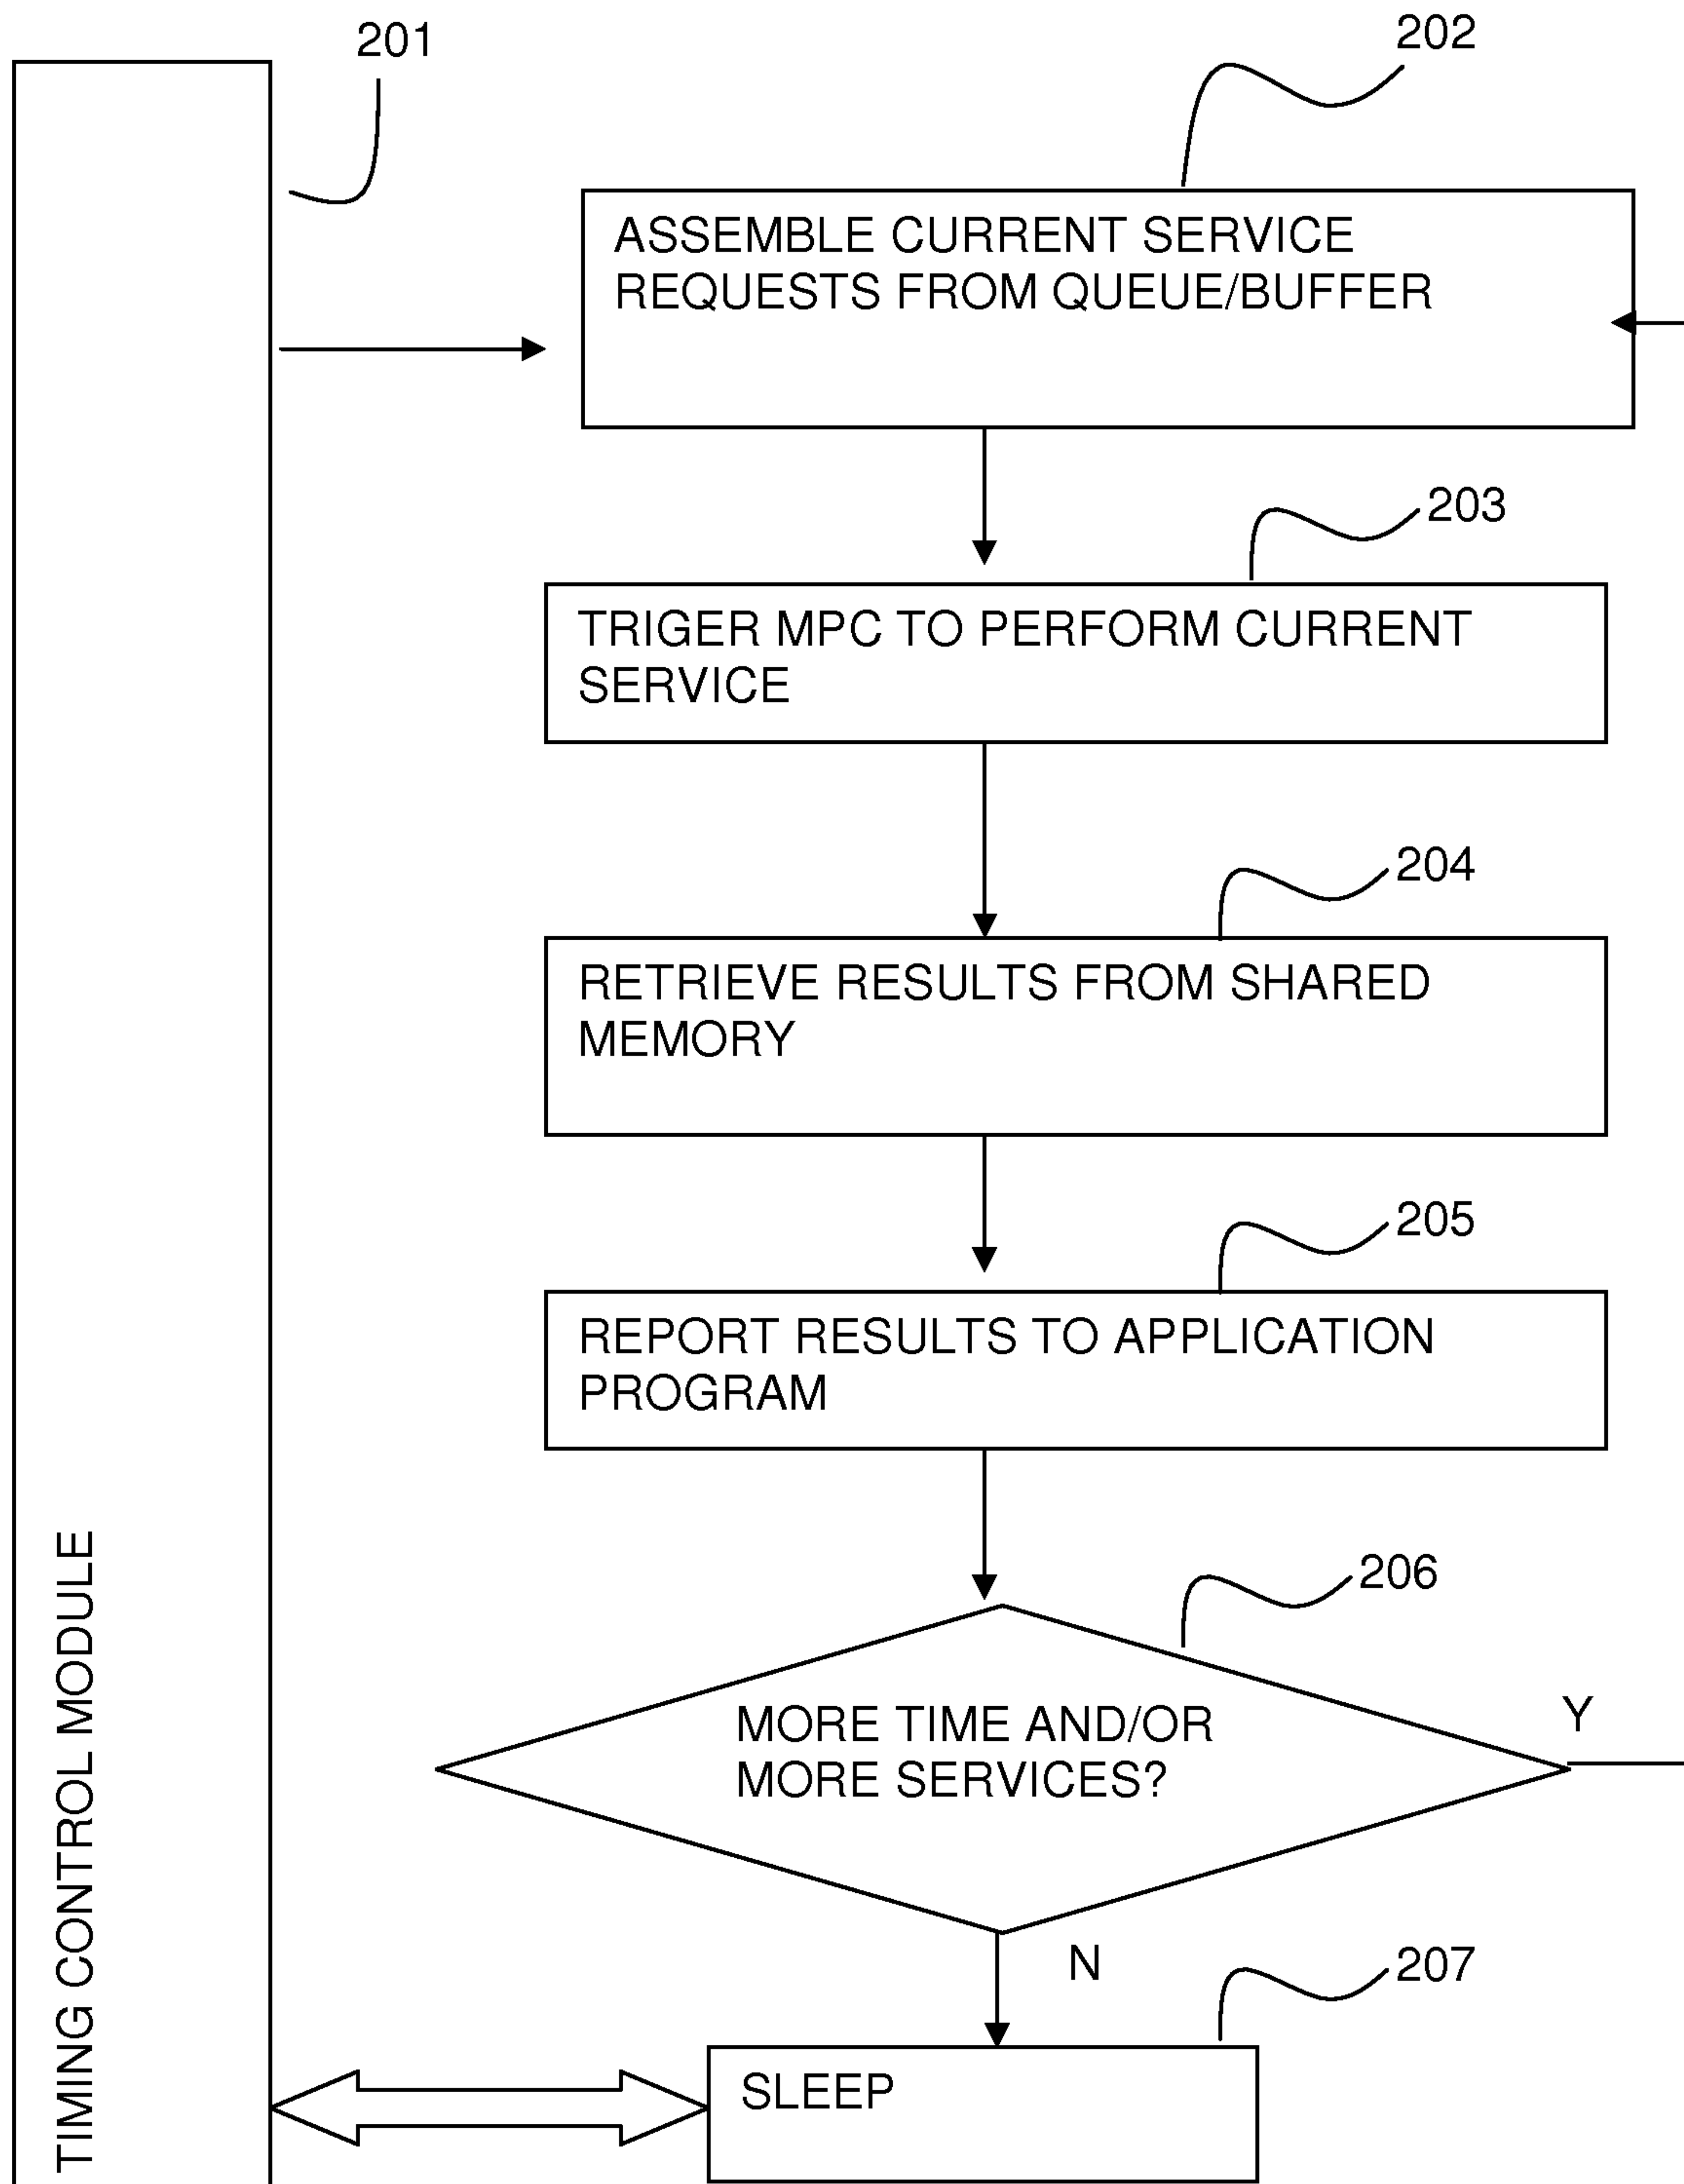 201
202
ASSEMBLE CURRENT SERVICE
REQUESTS FROM QUEUE/BUFFER
203
TRIGER MPC TO PERFORM CURRENT
SERVICE
204
RETRIEVE RESULTS FROM SHARED
MEMORY
205
REPORT RESULTS TO APPLICATION
PROGRAM
206
MORE TIME AND/OR
MORE SERVICES?
Y
N
207
SLEEP
TIMING CONTROL MODULE